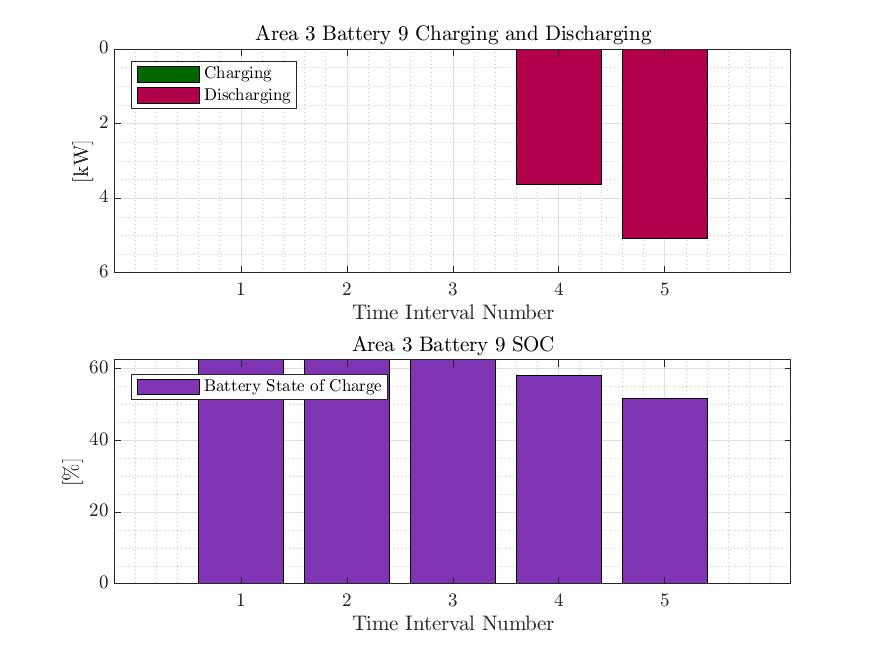 Area 3 Battery 9 Charging and Discharging
0
2
4
6
[kW]
Charging
Discharging
1 2 3 4 5
Time Interval Number
Area 3 Battery 9 SOC
60
40
20
0
[%]
Battery State of Charge
1 2 3 4 5
Time Interval Number